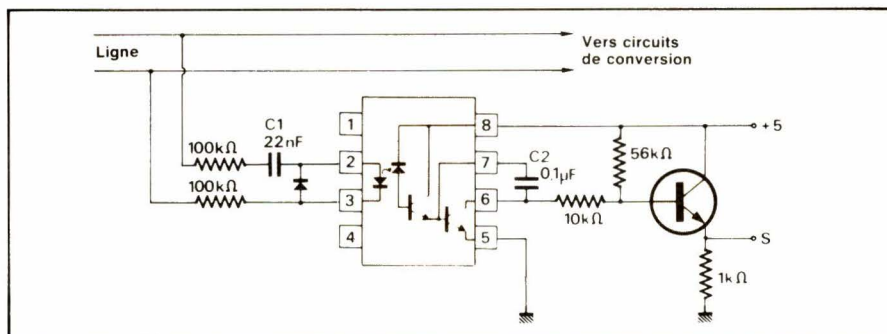 Ligne
Vers circuits
de conversion
C1
22nF
100kΩ
100kΩ
1
2
3
4
8
7
6
5
C2
0,1µF
56kΩ
10kΩ
+5
S
1kΩ